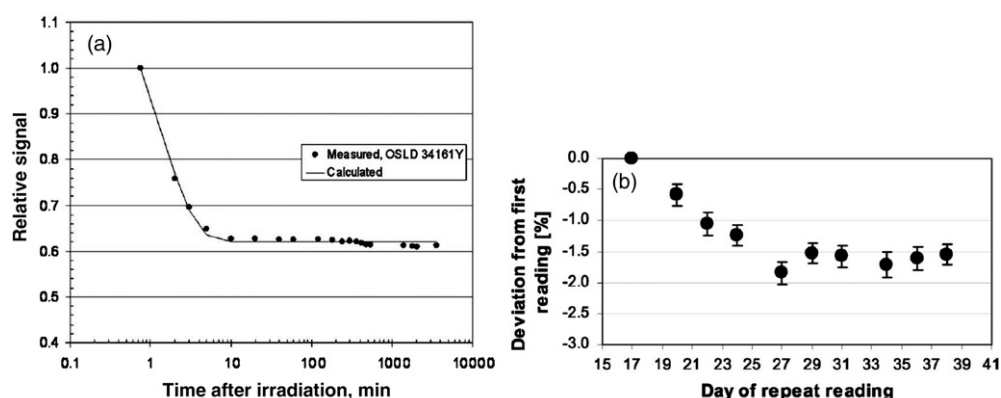 (a)
1.1
1.0
0.9
0.8
0.7
0.6
0.5
0.4
Relative signal
Measured, OSLD 34161Y
Calculated
0.1 1 10 100 1000 10000
Time after irradiation, min
(b)
0.0
-0.5
-1.0
-1.5
-2.0
-2.5
-3.0
Deviation from first
reading [%]
15 17 19 21 23 25 27 29 31 33 35 37 39 41
Day of repeat reading